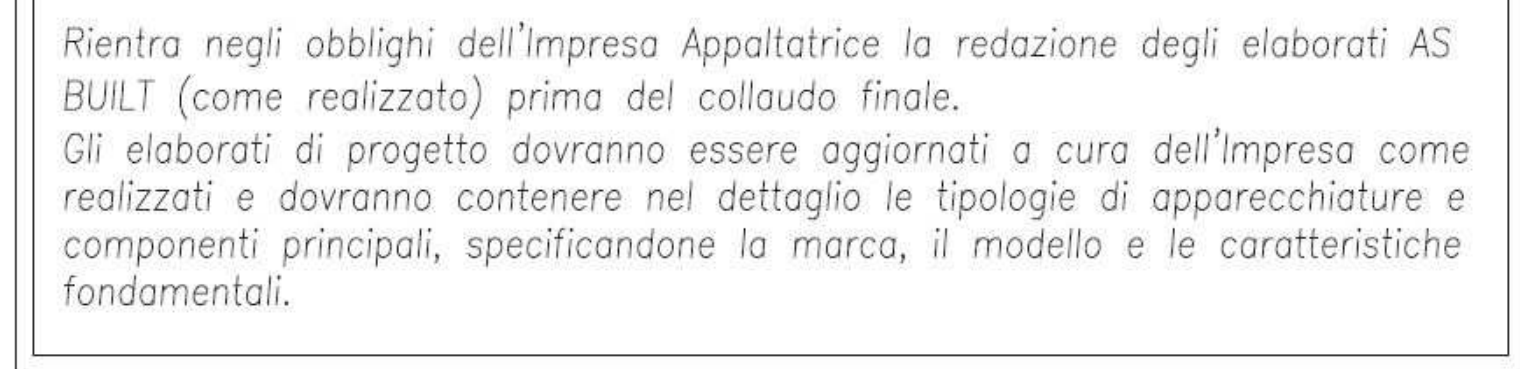 Rientra negli obblighi dell'Impresa Appaltatrice la redazione degli elaborati AS
BUILT (come realizzato) prima del collaudo finale.
Gli elaborati di progetto dovranno essere aggiornati a cura dell'Impresa come
realizzati e dovranno contenere nel dettaglio le tipologie di apparecchiature e
componenti principali, specificandone la marca, il modello e le caratteristiche
fondamentali.